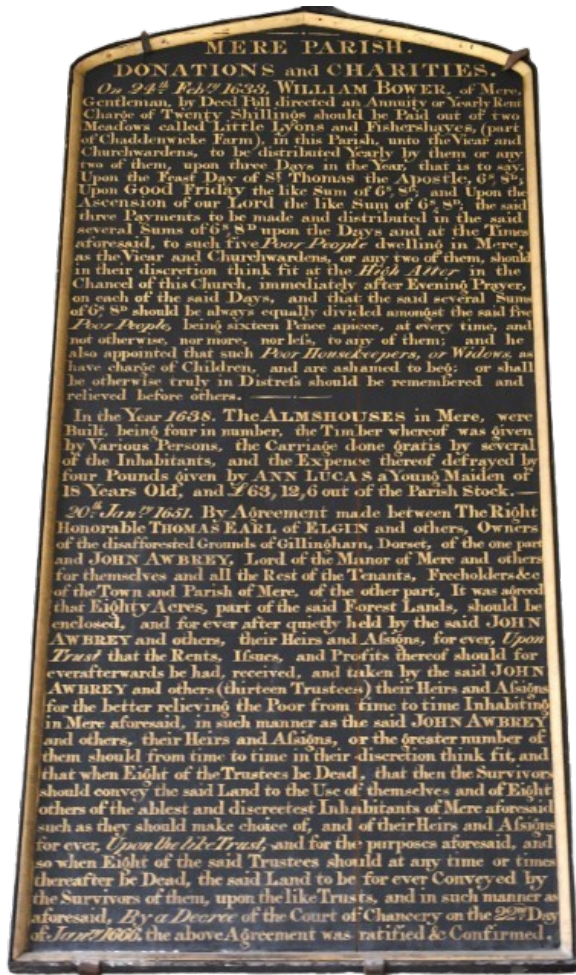 MERE PARISH.
DONATIONS and CHARITIES.
On 24th Febry 1633, WILLIAM BOWER, of Mere,
Gentleman, by Deed Poll directed an Annuity or Yearly Rent
Charge of Twenty Shillings should be Paid out of two
Meadows called Little Lyons and Fishershayes, (part
of Chaddenwicke Farm), in this Parish, unto the Vicar and
Churchwardens, to be distributed Yearly by them or any
two of them, upon three Days in the Year, that is to say,
Upon the Feast Day of St Thomas the Apostle, 6s, 8D,
Upon Good Friday the like Sum of 6s, 8D; and Upon the
Ascension of our Lord the like Sum of 6s, 8D; the said
three Payments to be made and distributed in the said
several Sums of 6s 8D upon the Days and at the Times
aforesaid, to such five Poor People dwelling in Mere,
as the Vicar and Churchwardens, or any two of them, should
in their discretion think fit at the High Alter in the
Chancel of this Church, immediately after Evening Prayer,
on each of the said Days, and that the said several Sums
of 6s 8D should be always equally divided amongst the said five
Poor People, being sixteen Pence apiece, at every time, and
not otherwise, nor more, nor leſs, to any of them; and he
also appointed that such Poor Housekeepers, or Widows, as
have charge of Children, and are ashamed to beg; or shall
be otherwise truly in Distreſs should be remembered and
relieved before others.
In the Year 1638. The ALMSHOUSES in Mere, were
Built, being four in number, the Timber whereof was given
by Various Persons, the Carriage done gratis by several
of the Inhabitants, and the Expence thereof defrayed by
four Pounds given by ANN LUCAS a Young Maiden of
18 Years Old, and £63,12,6 out of the Parish Stock.—
20th Janry 1651. By Agreement made between The Right
Honorable THOMAS EARL of ELGIN and others, Owners
of the disafforested Grounds of Gillingham, Dorset, of the one part
and JOHN AWBREY, Lord of the Manor of Mere and others
for themselves and all the Rest of the Tenants, Freeholders &c
of the Town and Parish of Mere, of the other part, It was agreed
that Eighty Acres, part of the said Forest Lands, should be
enclosed, and for ever after quietly held by the said JOHN
AWBREY and others, their Heirs and Aſsigns, for ever, Upon
Trust that the Rents, Iſsues, and Profits thereof should for
everafterwards be had, received, and taken by the said JOHN
AWBREY and others (thirteen Trustees) their Heirs and Aſsigns
for the better relieving the Poor from time to time Inhabiting
in Mere aforesaid, in such manner as the said JOHN AWBREY
and others, their Heirs and Aſsigns, or the greater number of
them should from time to time in their discretion think fit, and
that when Eight of the Trustees be Dead, that then the Survivors
should convey the said Land to the Use of themselves and of Eight
others of the ablest and discreetest Inhabitants of Mere aforesaid
such as they should make choice of, and of their Heirs and Aſsigns
for ever, Upon the like Trust, and for the purposes aforesaid, and
so when Eight of the said Trustees should at any time or times
thereafter be Dead, the said Land to be for ever Conveyed by
the Survivors of them, upon the like Trusts, and in such manner as
aforesaid, By a Decree of the Court of Chancery on the 22nd Day
of Janry 1666, the above Agreement was ratified & Confirmed.